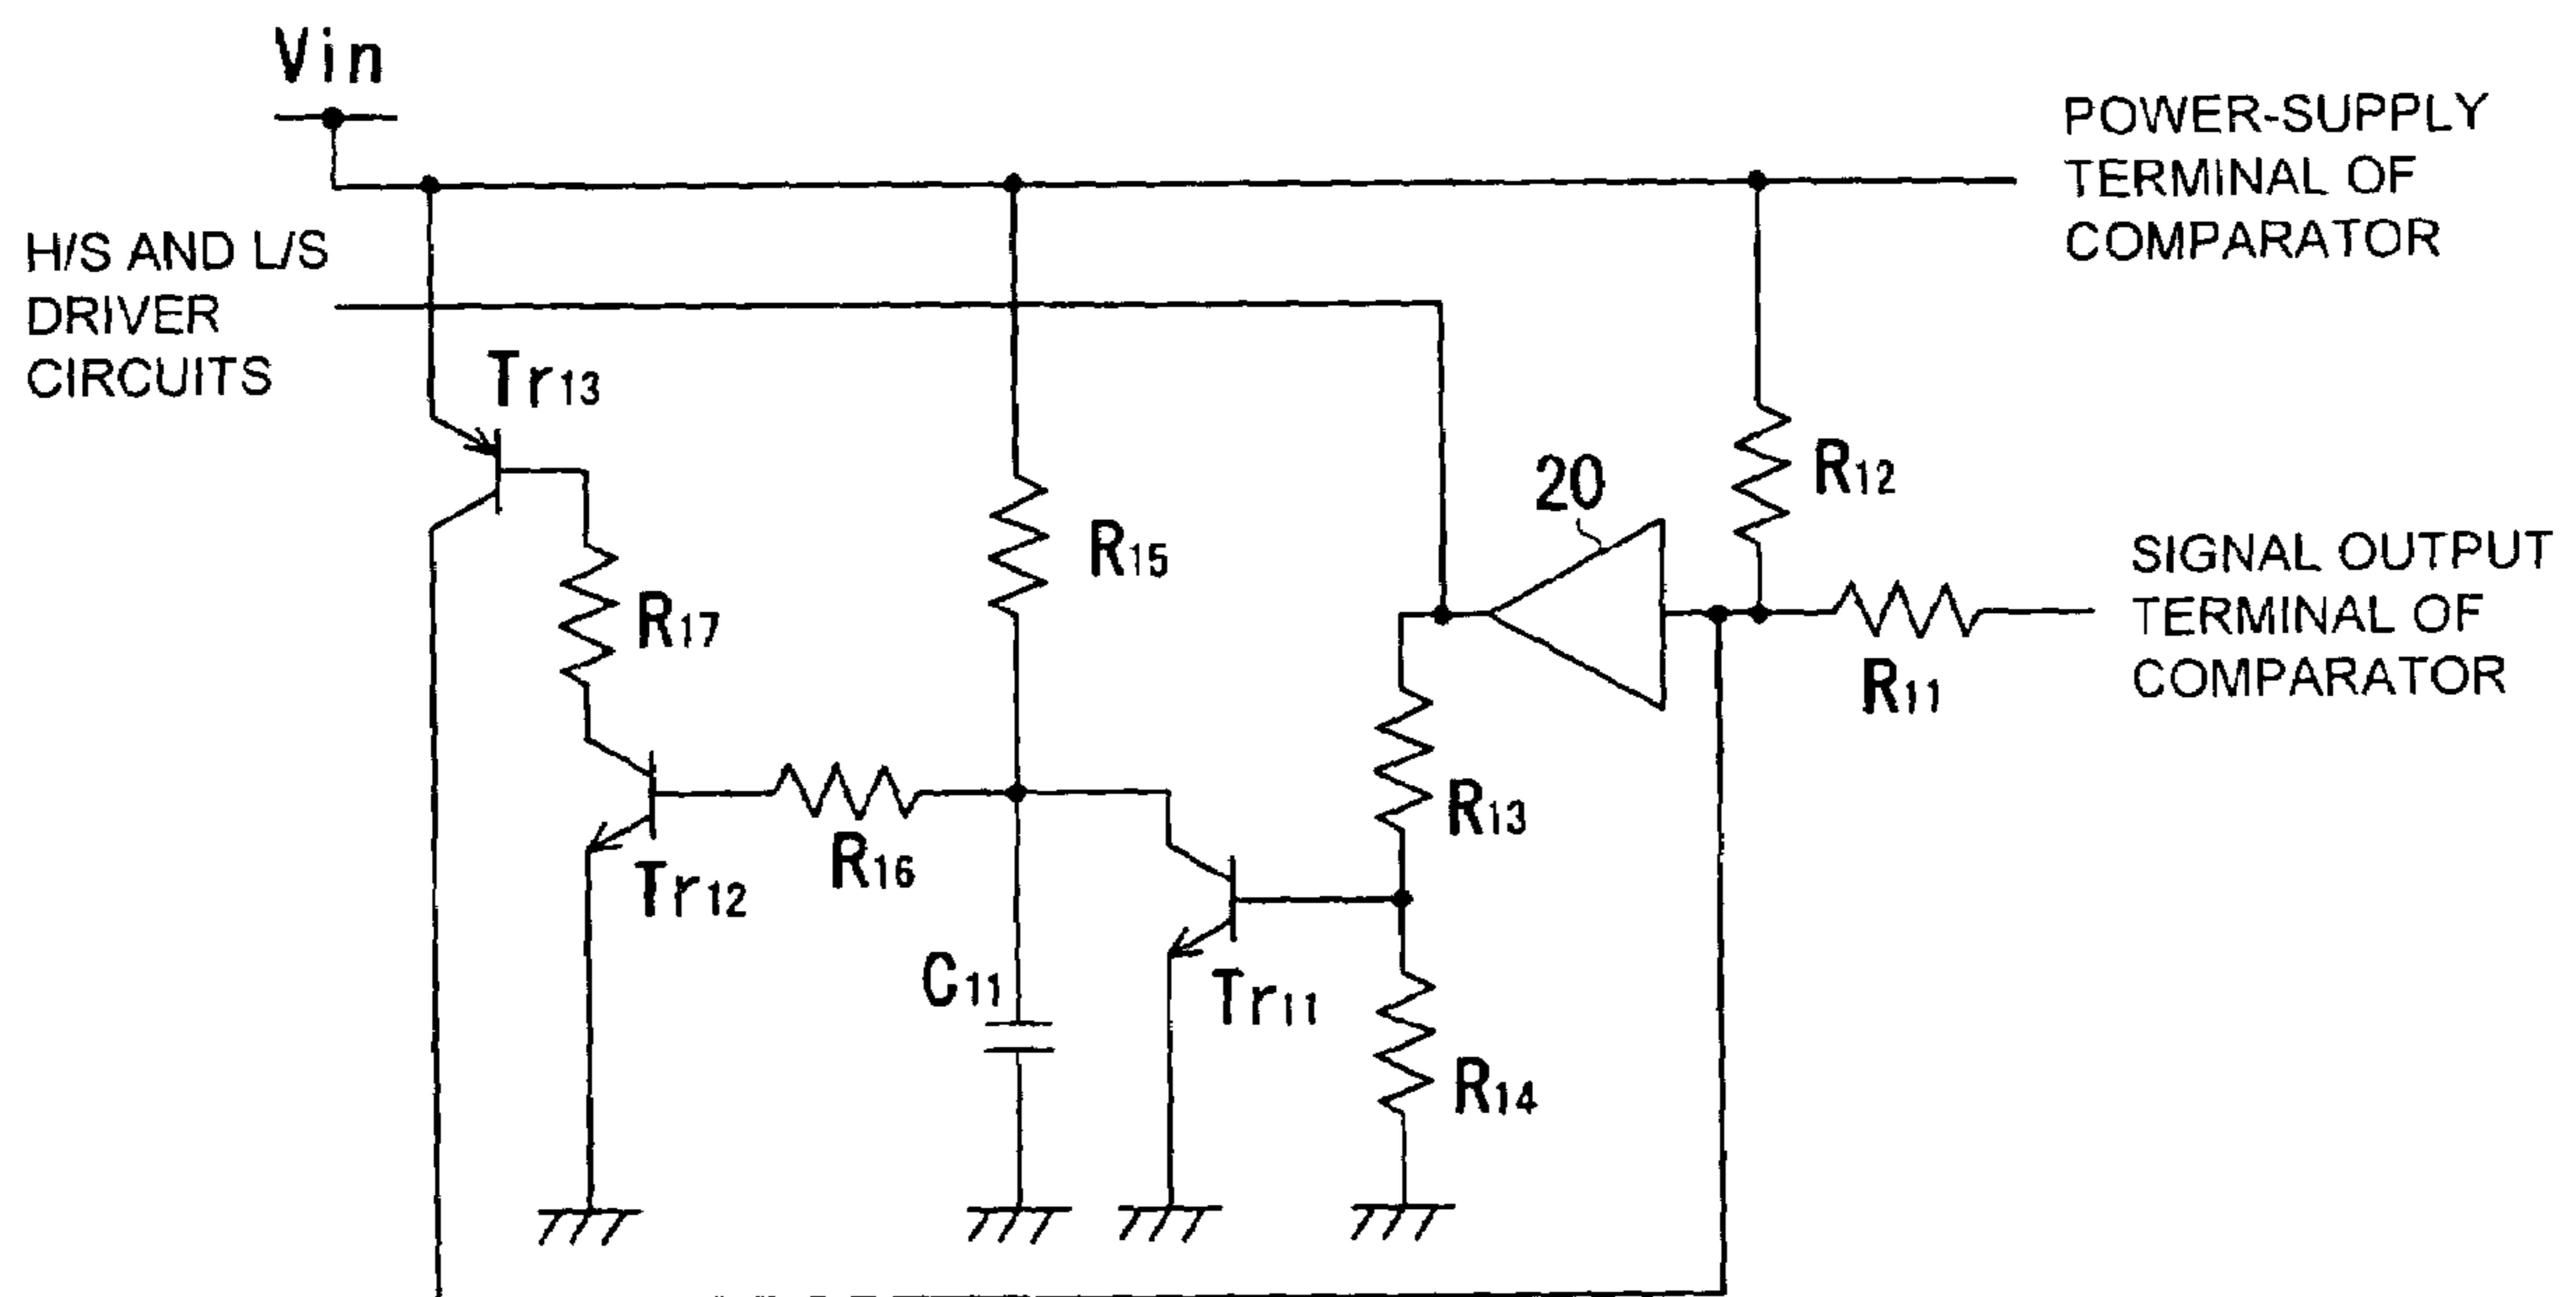 Vin
POWER-SUPPLY
TERMINAL OF
COMPARATOR
H/S AND L/S
DRIVER
CIRCUITS
Tr13
R12
20
R15
SIGNAL OUTPUT
TERMINAL OF
COMPARATOR
R17
R11
R13
R16
Tr12
C11
Tr11
R14